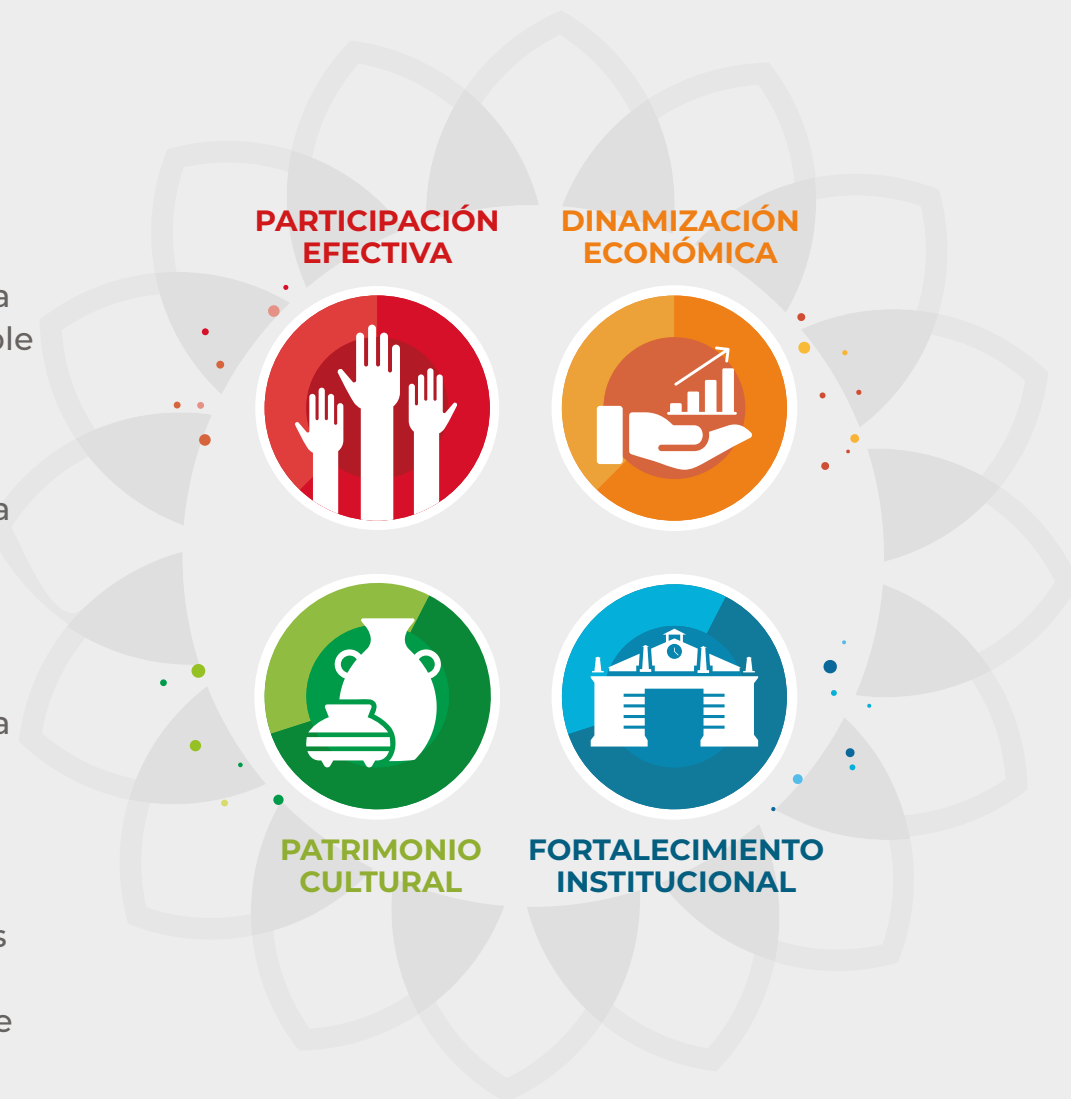 PARTICIPACIÓN
EFECTIVA
DINAMIZACIÓN
ECONÓMICA
PATRIMONIO
CULTURAL
FORTALECIMIENTO
INSTITUCIONAL